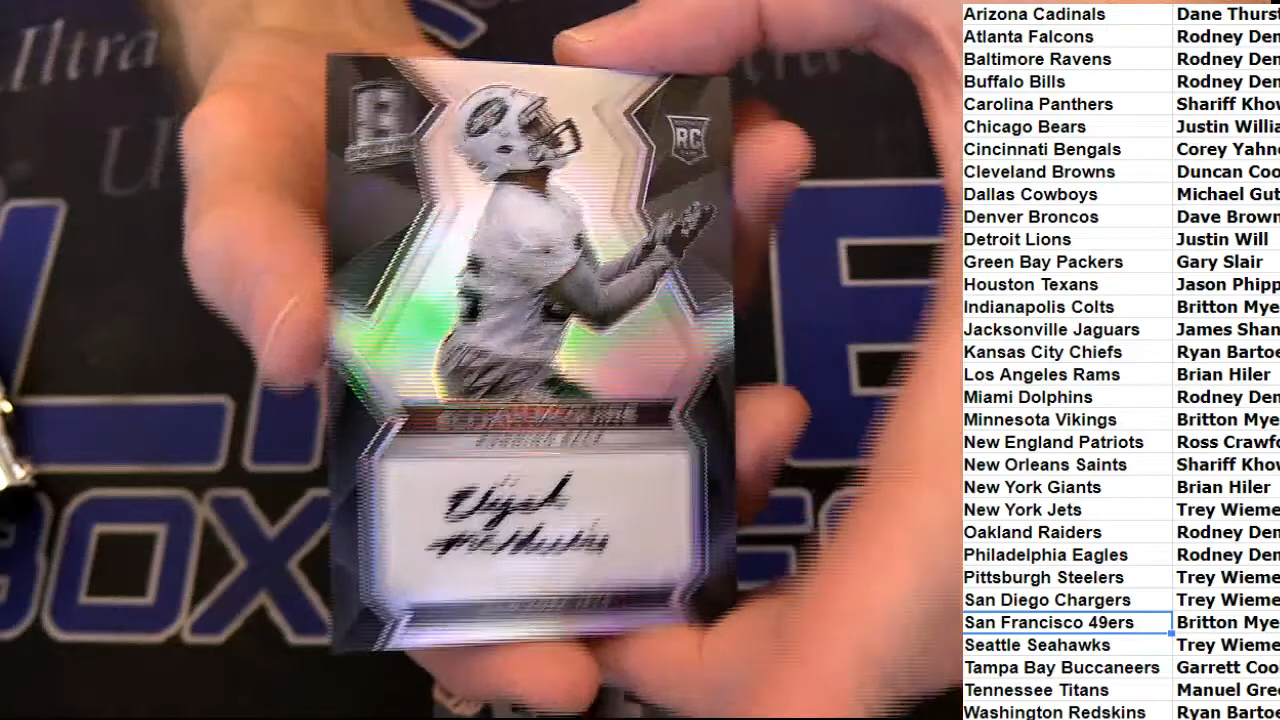 Arizona Cadinals Dane Thurst
Atlanta Falcons Rodney Den
Baltimore Ravens Rodney Den
Buffalo Bills Rodney Den
Carolina Panthers Shariff Khow
Chicago Bears Justin Willia
Cincinnati Bengals Corey Yahne
Cleveland Browns Duncan Coo
Dallas Cowboys Michael Gut
Denver Broncos Dave Brown
Detroit Lions Justin Will
Green Bay Packers Gary Slair
Houston Texans Jason Phipp
Indianapolis Colts Britton Mye
Jacksonville Jaguars James Shan
Kansas City Chiefs Ryan Bartoe
Los Angeles Rams Brian Hiler
Miami Dolphins Rodney Den
Minnesota Vikings Britton Mye
New England Patriots Ross Crawfo
New Orleans Saints Shariff Khow
New York Giants Brian Hiler
New York Jets Trey Wieme
Oakland Raiders Rodney Den
Philadelphia Eagles Rodney Den
Pittsburgh Steelers Trey Wieme
San Diego Chargers Trey Wieme
San Francisco 49ers Britton Mye
Seattle Seahawks Trey Wieme
Tampa Bay Buccaneers Garrett Coo
Tennessee Titans Manuel Gree
Washington Redskins Ryan Bartoe
RC
Elijah
McGuire
BOX